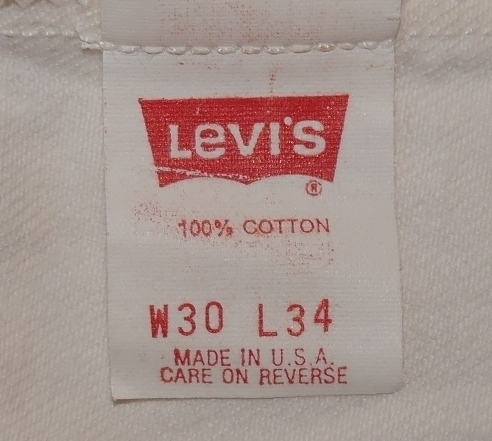 LEVI'S
®
100% COTTON
W30 L34
MADE IN U.S.A.
CARE ON REVERSE